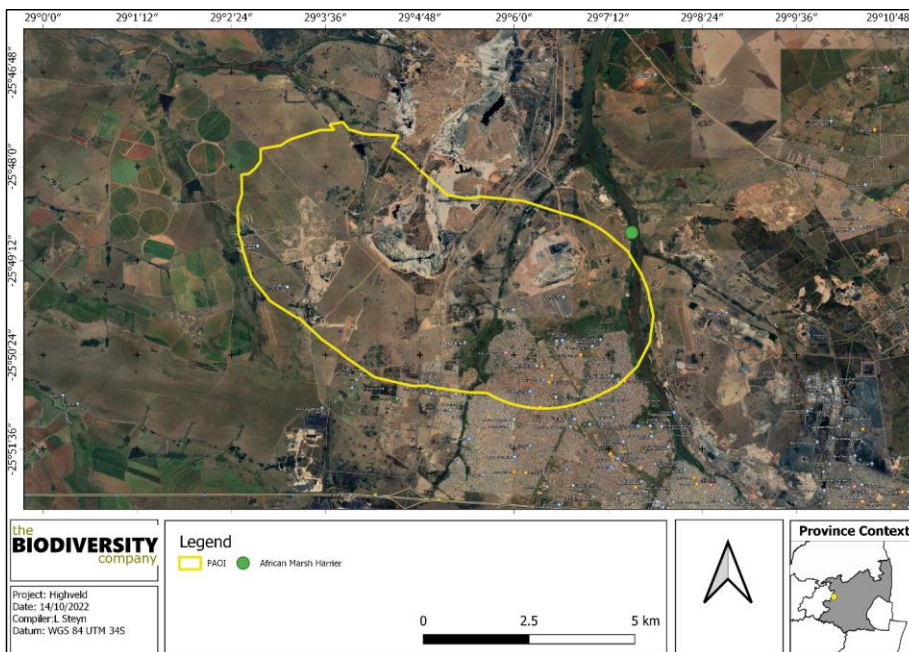 29°0'0" 29°1'12" 29°2'24" 29°3'36" 29°4'48" 29°6'0" 29°7'12" 29°8'24" 29°9'36" 29°10'48"
-25°46'48"
-25°48'0"
-25°49'12"
-25°50'24"
-25°51'36"
the
BIODIVERSITY
company
Project: Highveld
Date: 14/10/2022
Compiler:L Steyn
Datum: WGS 84 UTM 34S
Legend
PAOI African Marsh Harrier
0 2.5 5 km
Province Context